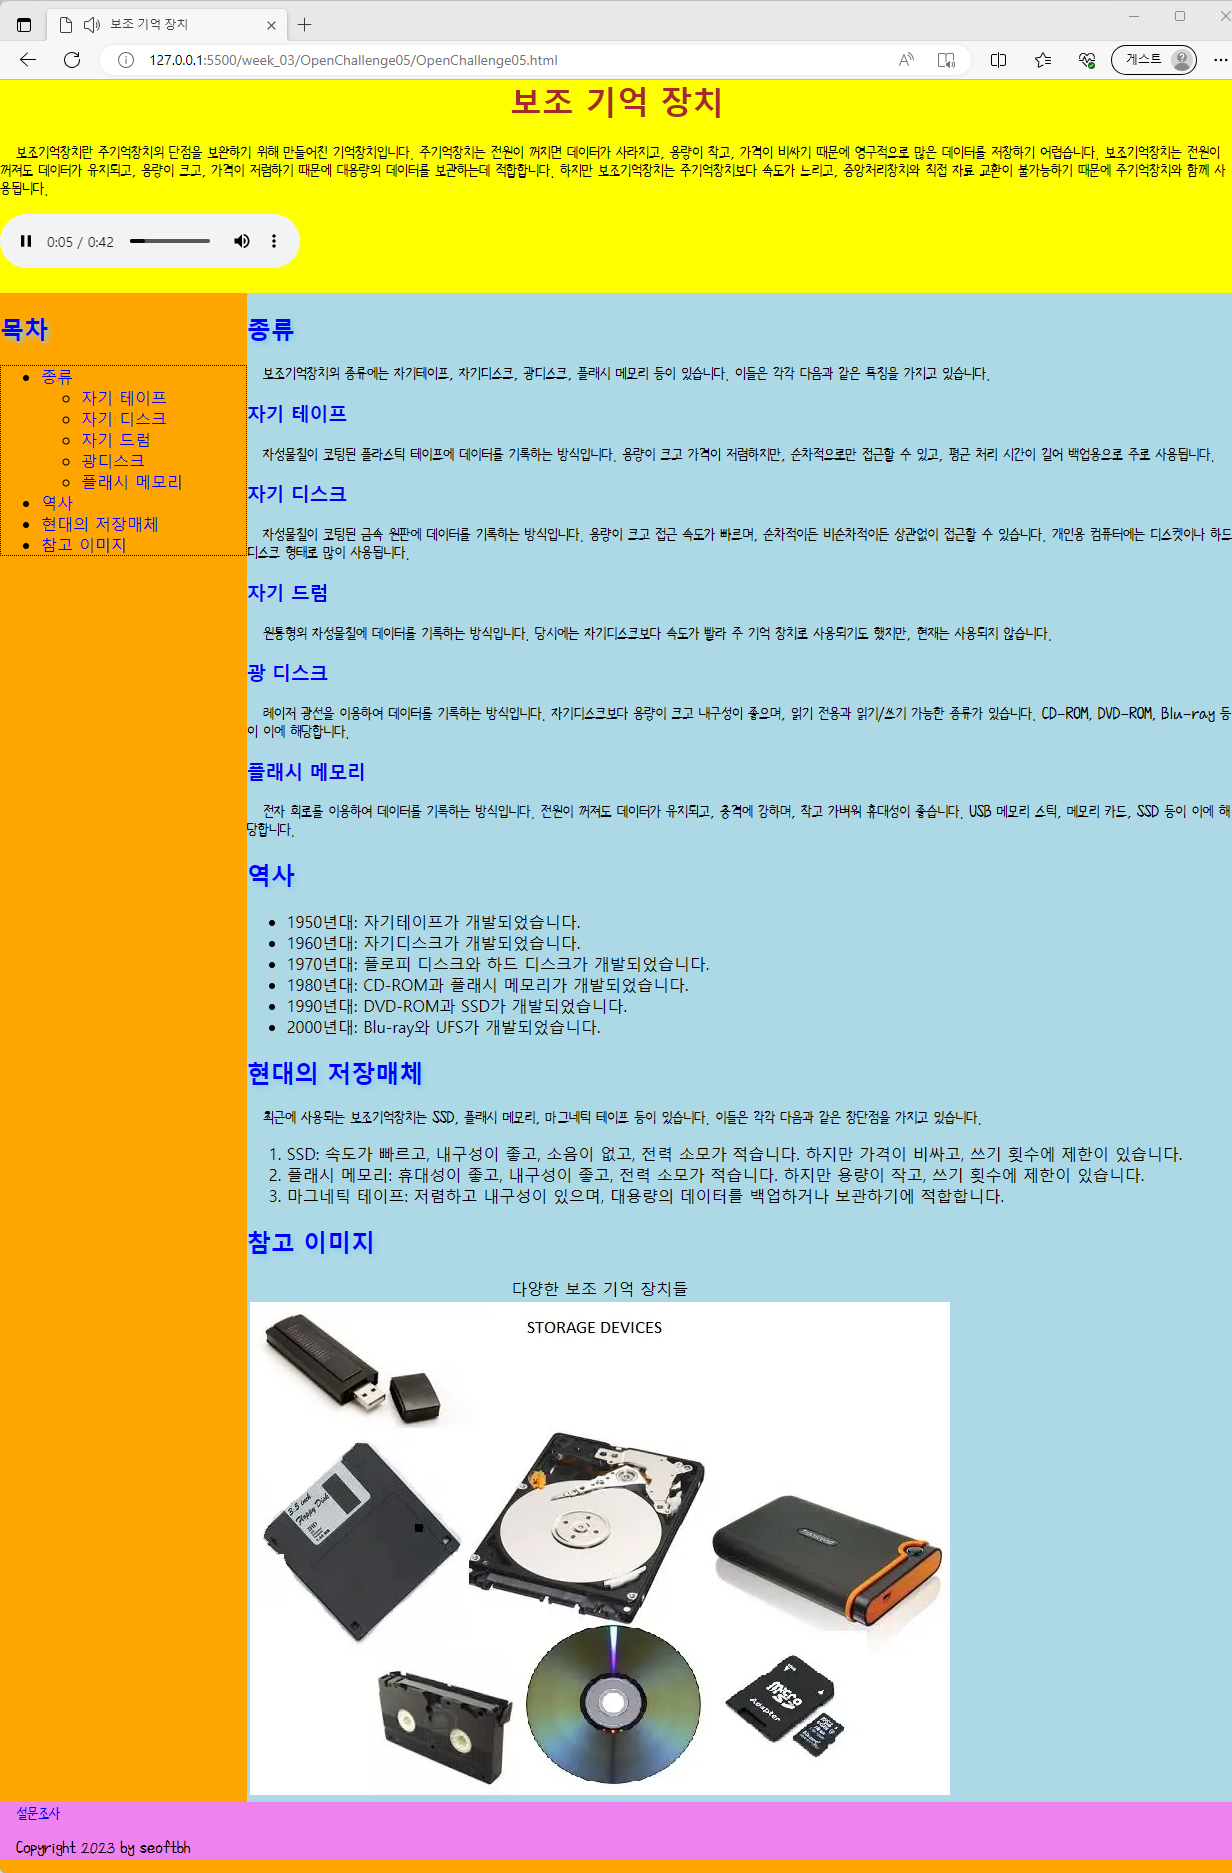 보조 기억 장치
127.0.0.1:5500/week_03/OpenChallenge05/OpenChallenge05.html
게스트
보조 기억 장치
보조기억장치란 주기억장치의 단점을 보완하기 위해 만들어진 기억장치입니다. 주기억장치는 전원이 꺼지면 데이터가 사라지고, 용량이 작고, 가격이 비싸기 때문에 영구적으로 많은 데이터를 저장하기 어렵습니다. 보조기억장치는 전원이
꺼져도 데이터가 유지되고, 용량이 크고, 가격이 저렴하기 때문에 대용량의 데이터를 보관하는데 적합합니다. 하지만 보조기억장치는 주기억장치보다 속도가 느리고, 중앙처리장치와 직접 자료 교환이 불가능하기 때문에 주기억장치와 함께 사
용됩니다.
0:05 / 0:42
목차
종류
자기 테이프
자기 디스크
자기 드럼
광디스크
플래시 메모리
역사
현대의 저장매체
참고 이미지
종류
보조기억장치의 종류에는 자기테이프, 자기디스크, 광디스크, 플래시 메모리 등이 있습니다. 이들은 각각 다음과 같은 특징을 가지고 있습니다.
자기 테이프
자성물질이 코팅된 플라스틱 테이프에 데이터를 기록하는 방식입니다. 용량이 크고 가격이 저렴하지만, 순차적으로만 접근할 수 있고, 평균 처리 시간이 길어 백업용으로 주로 사용됩니다.
자기 디스크
자성물질이 코팅된 금속 원판에 데이터를 기록하는 방식입니다. 용량이 크고 접근 속도가 빠르며, 순차적이든 비순차적이든 상관없이 접근할 수 있습니다. 개인용 컴퓨터에는 디스켓이나 하드
디스크 형태로 많이 사용됩니다.
자기 드럼
원통형의 자성물질에 데이터를 기록하는 방식입니다. 당시에는 자기디스크보다 속도가 빨라 주 기억 장치로 사용되기도 했지만, 현재는 사용되지 않습니다.
광 디스크
레이저 광선을 이용하여 데이터를 기록하는 방식입니다. 자기디스크보다 용량이 크고 내구성이 좋으며, 읽기 전용과 읽기/쓰기 가능한 종류가 있습니다. CD-ROM, DVD-ROM, Blu-ray 등
이 이에 해당합니다.
플래시 메모리
전자 회로를 이용하여 데이터를 기록하는 방식입니다. 전원이 꺼져도 데이터가 유지되고, 충격에 강하며, 작고 가벼워 휴대성이 좋습니다. USB 메모리 스틱, 메모리 카드, SSD 등이 이에 해
당합니다.
역사
1950년대: 자기테이프가 개발되었습니다.
1960년대: 자기디스크가 개발되었습니다.
1970년대: 플로피 디스크와 하드 디스크가 개발되었습니다.
1980년대: CD-ROM과 플래시 메모리가 개발되었습니다.
1990년대: DVD-ROM과 SSD가 개발되었습니다.
2000년대: Blu-ray와 UFS가 개발되었습니다.
현대의 저장매체
최근에 사용되는 보조기억장치는 SSD, 플래시 메모리, 마그네틱 테이프 등이 있습니다. 이들은 각각 다음과 같은 장단점을 가지고 있습니다.
1. SSD: 속도가 빠르고, 내구성이 좋고, 소음이 없고, 전력 소모가 적습니다. 하지만 가격이 비싸고, 쓰기 횟수에 제한이 있습니다.
2. 플래시 메모리: 휴대성이 좋고, 내구성이 좋고, 전력 소모가 적습니다. 하지만 용량이 작고, 쓰기 횟수에 제한이 있습니다.
3. 마그네틱 테이프: 저렴하고 내구성이 있으며, 대용량의 데이터를 백업하거나 보관하기에 적합합니다.
참고 이미지
다양한 보조 기억 장치들
STORAGE DEVICES
3.5 inch
Floppy Disk
Transcend
Micro
SD
Adapter
Micro
설문조사
Copyright 2023 by seoftbh